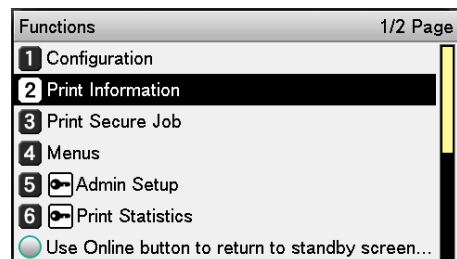 Functions 1/2 Page
1 Configuration
2 Print Information
3 Print Secure Job
4 Menus
5 Admin Setup
6 Print Statistics
Use Online button to return to standby screen...